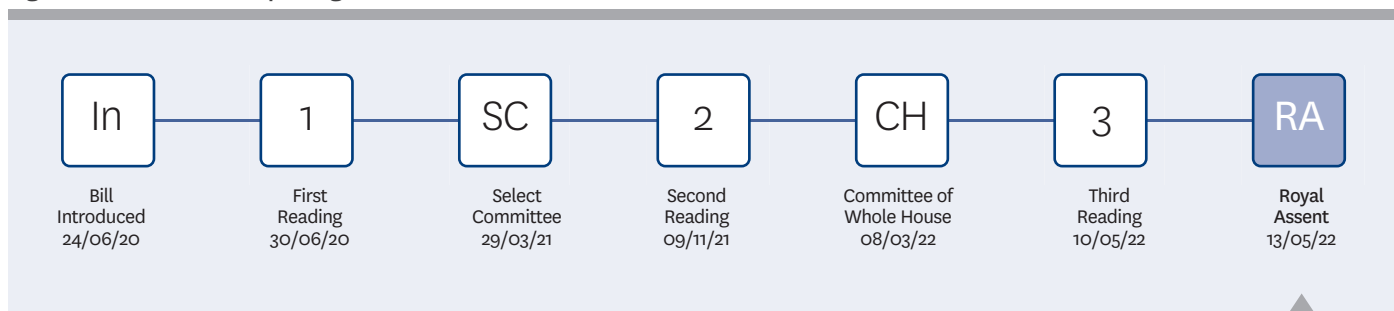 In
1
SC
2
CH
3
RA
Bill
Introduced
24/06/20
First
Reading
30/06/20
Select
Committee
29/03/21
Second
Reading
09/11/21
Committee of
Whole House
08/03/22
Third
Reading
10/05/22
Royal
Assent
13/05/22